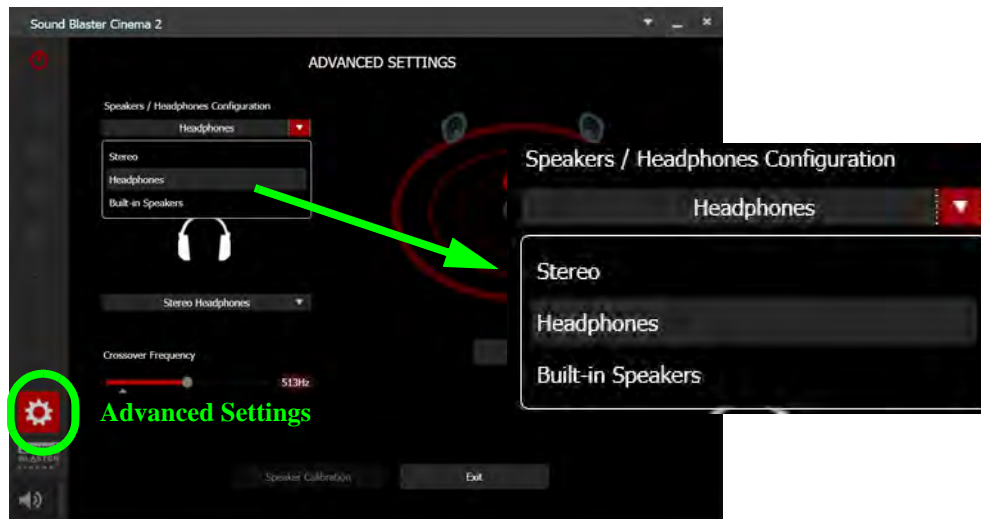 Sound Blaster Cinema 2
ADVANCED SETTINGS
Speakers / Headphones Configuration
Headphones
Stereo
Headphones
Built-in Speakers
Stereo Headphones
Crossover Frequency
513Hz
Advanced Settings
BLASTER
Speaker Calibration
Exit
Speakers / Headphones Configuration
Headphones
Stereo
Headphones
Built-in Speakers